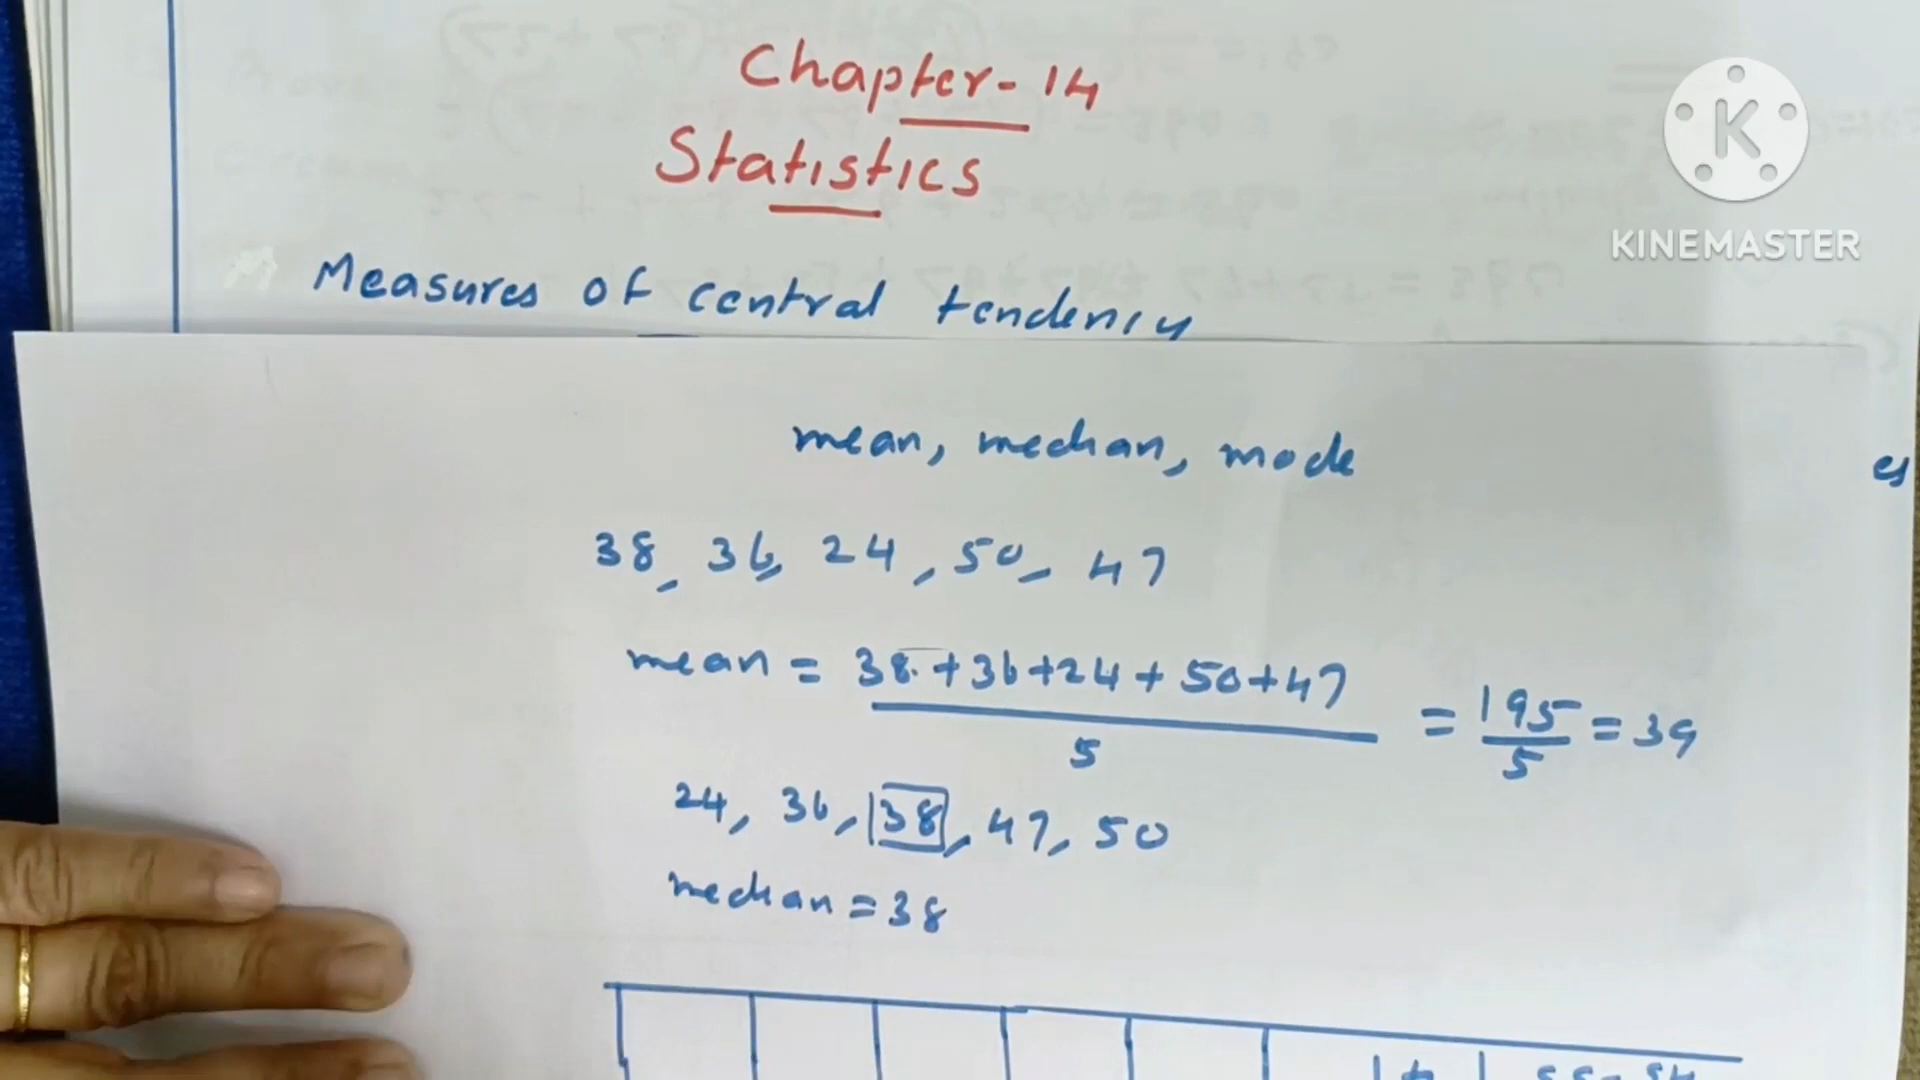 Chapter-14
Statistics
K
KINEMASTER
Measures of central tendency
mean, median, mode
es
38, 36, 24, 50, 47
mean = 38+36+24+50+47 / 5 = 195/5 = 39
24, 36, 38, 47, 50
median = 38